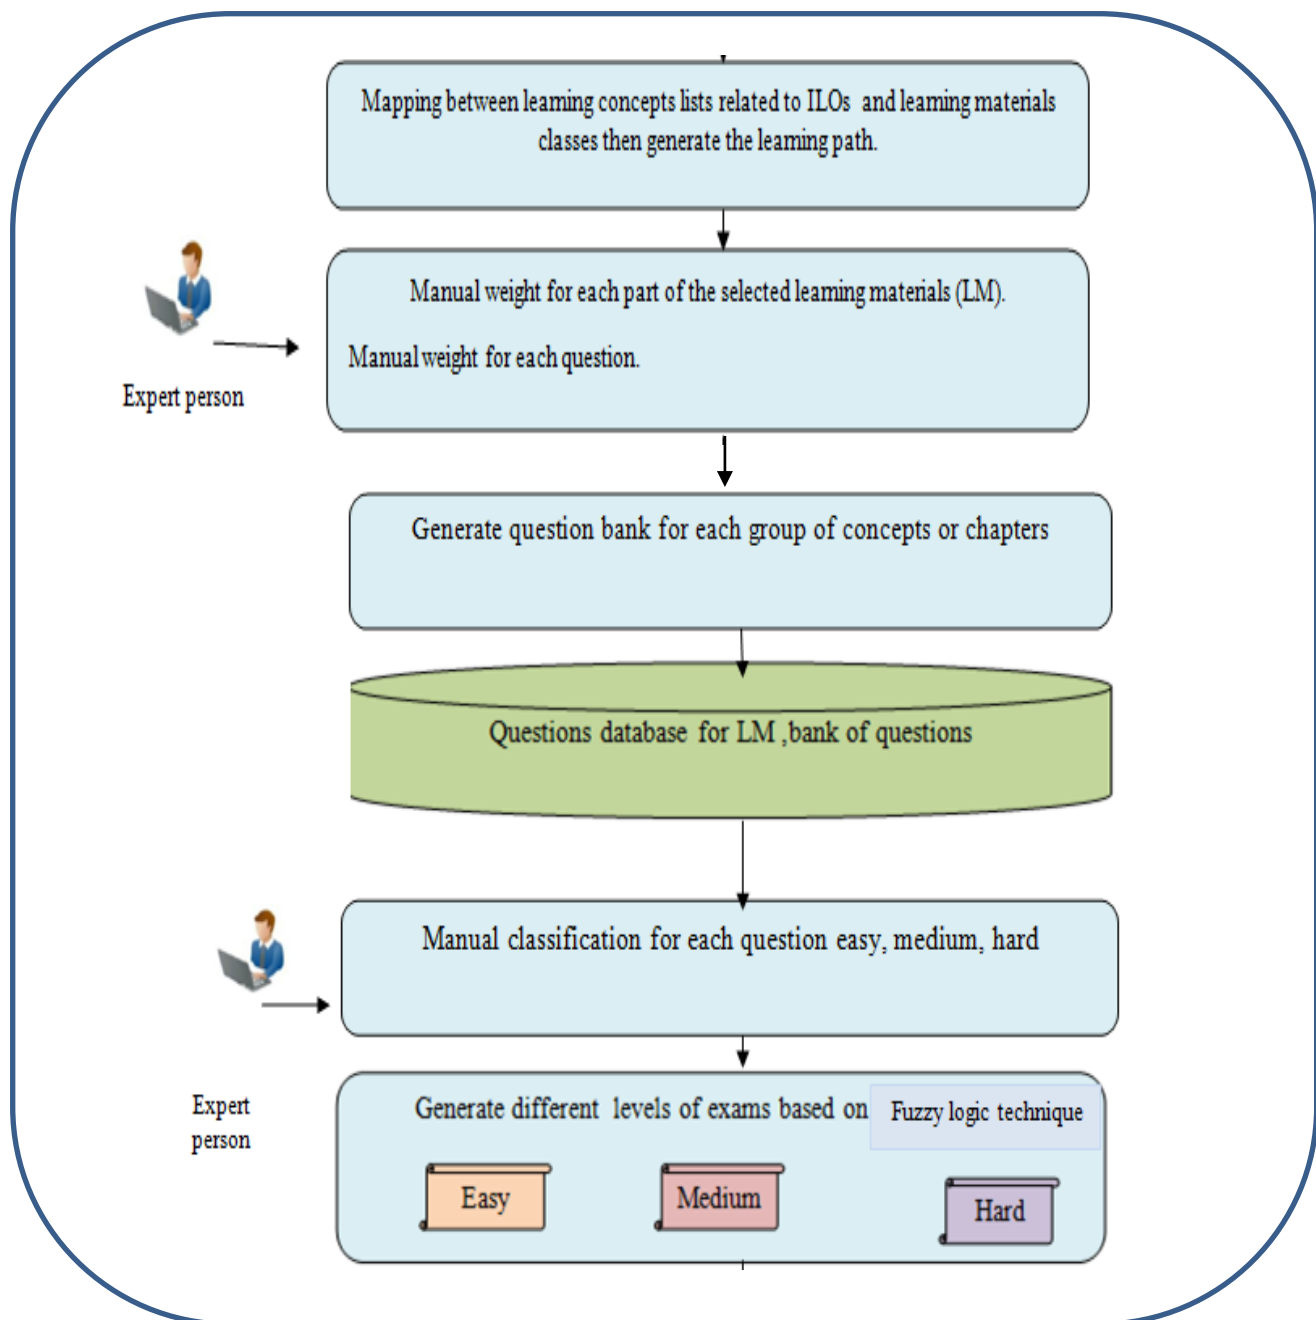 Mapping between learning concepts lists related to ILOs and learning materials
classes then generate the learning path.
Manual weight for each part of the selected learning materials (LM).
Manual weight for each question.
Expert person
Generate question bank for each group of concepts or chapters
Questions database for LM ,bank of questions
Manual classification for each question easy, medium, hard
Expert
person
Generate different levels of exams based on Fuzzy logic technique
Easy
Medium
Hard